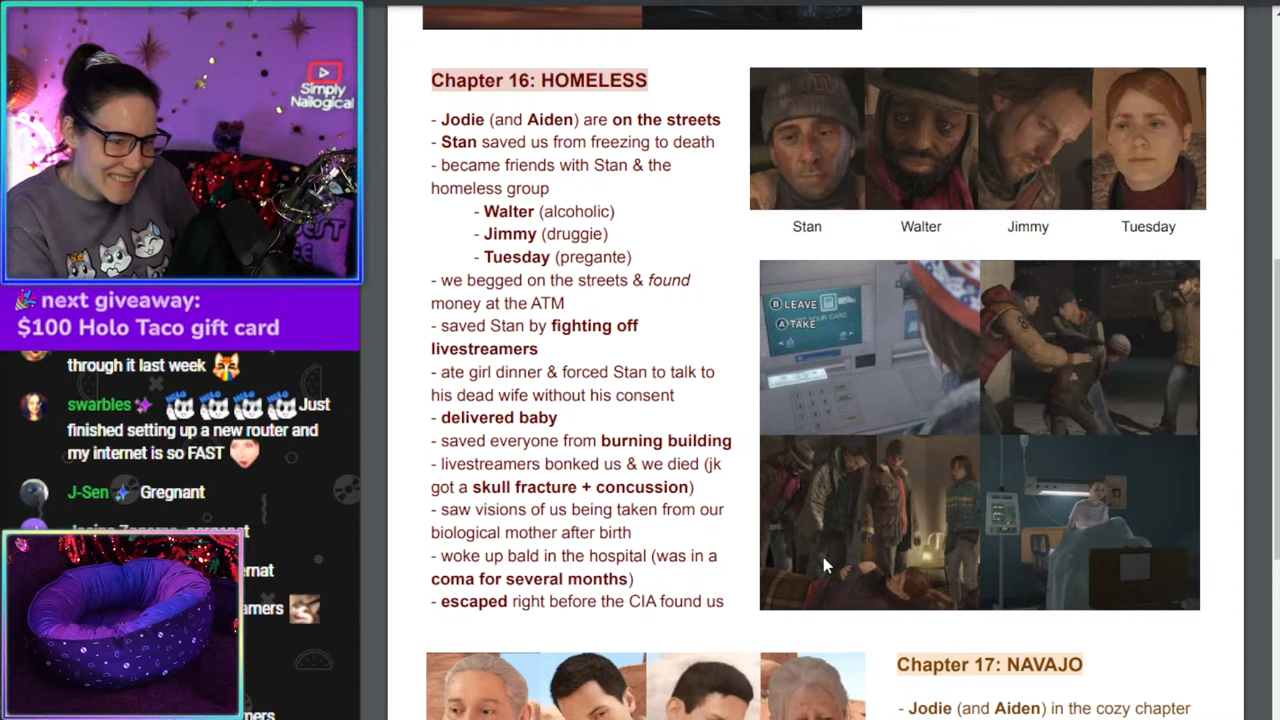 Simply
Nailogical
🎉 next giveaway:
$100 Holo Taco gift card
through it last week
swarbles Just
finished setting up a new router and
my internet is so FAST
J-Sen Gregnant
ernat
amers
Chapter 16: HOMELESS
- Jodie (and Aiden) are on the streets
- Stan saved us from freezing to death
- became friends with Stan & the
homeless group
- Walter (alcoholic)
- Jimmy (druggie)
- Tuesday (pregante)
- we begged on the streets & found
money at the ATM
- saved Stan by fighting off
livestreamers
- ate girl dinner & forced Stan to talk to
his dead wife without his consent
- delivered baby
- saved everyone from burning building
- livestreamers bonked us & we died (jk
got a skull fracture + concussion)
- saw visions of us being taken from our
biological mother after birth
- woke up bald in the hospital (was in a
coma for several months)
- escaped right before the CIA found us
Stan
Walter
Jimmy
Tuesday
B LEAVE
A TAKE
Chapter 17: NAVAJO
- Jodie (and Aiden) in the cozy chapter